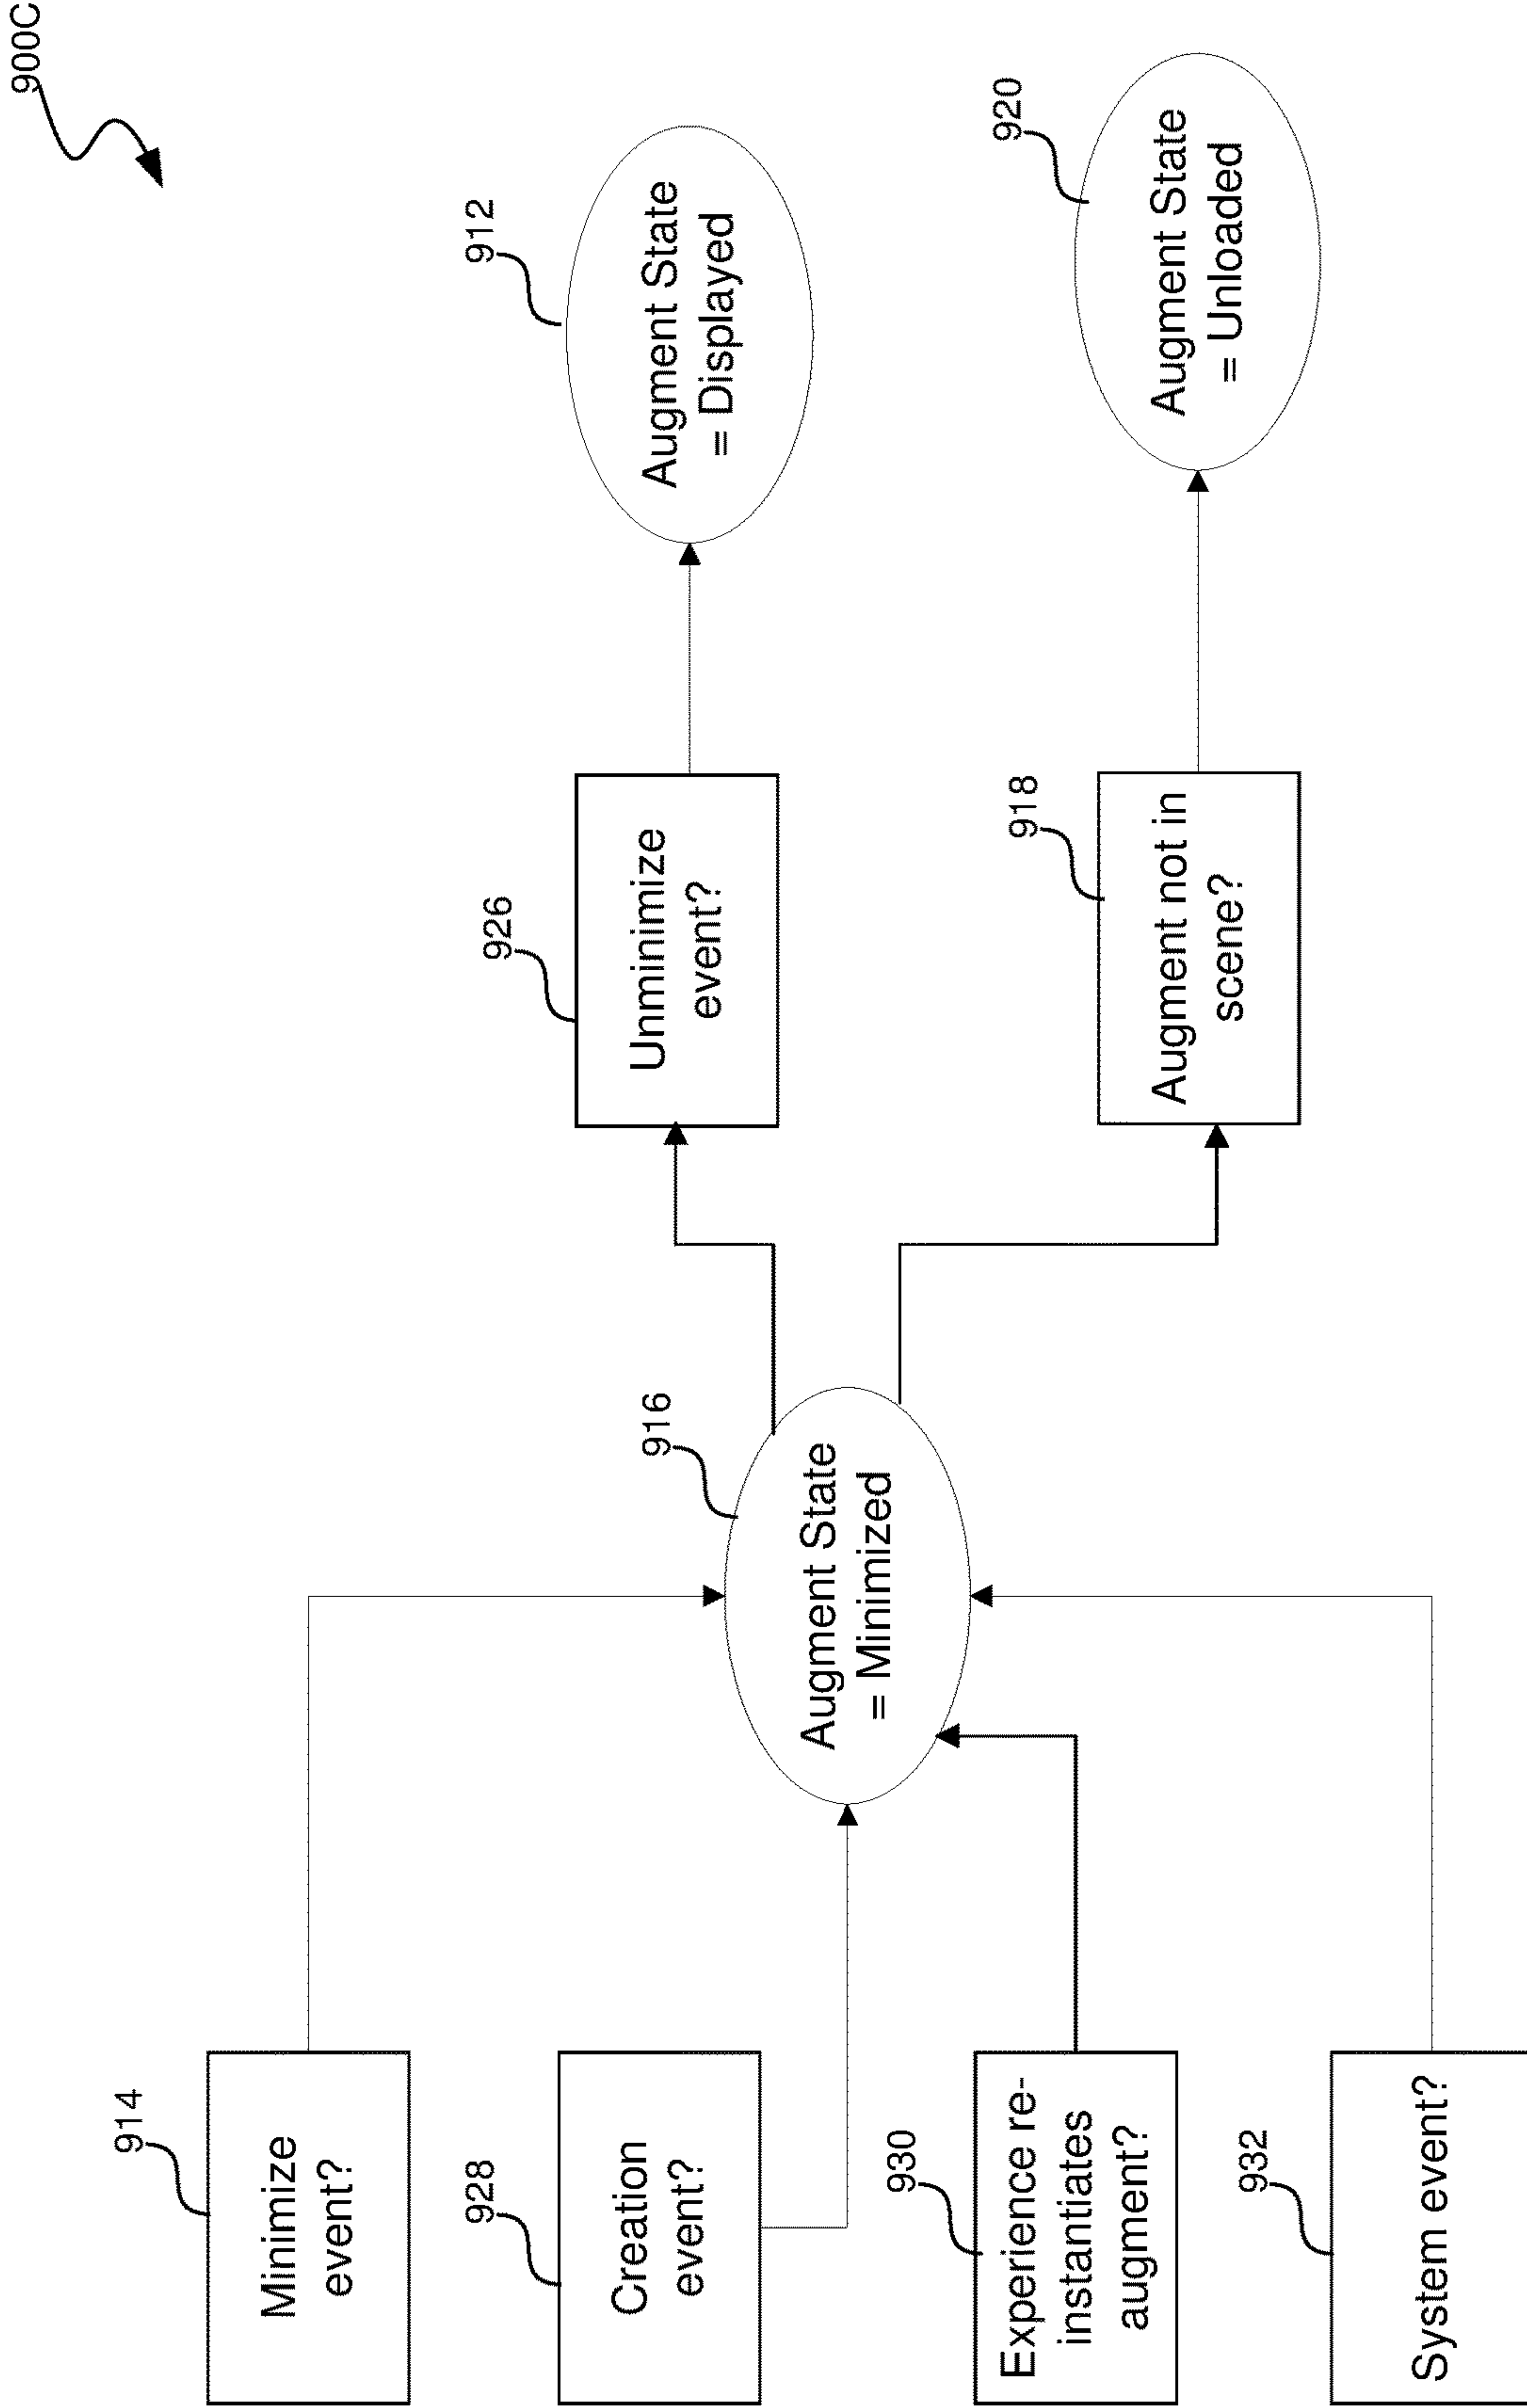 900C
914
Minimize
event?
928
Creation
event?
930
Experience re-
instantiates
augment?
932
System event?
916
Augment State
= Minimized
926
Unminimize
event?
918
Augment not in
scene?
912
Augment State
= Displayed
920
Augment State
= Unloaded